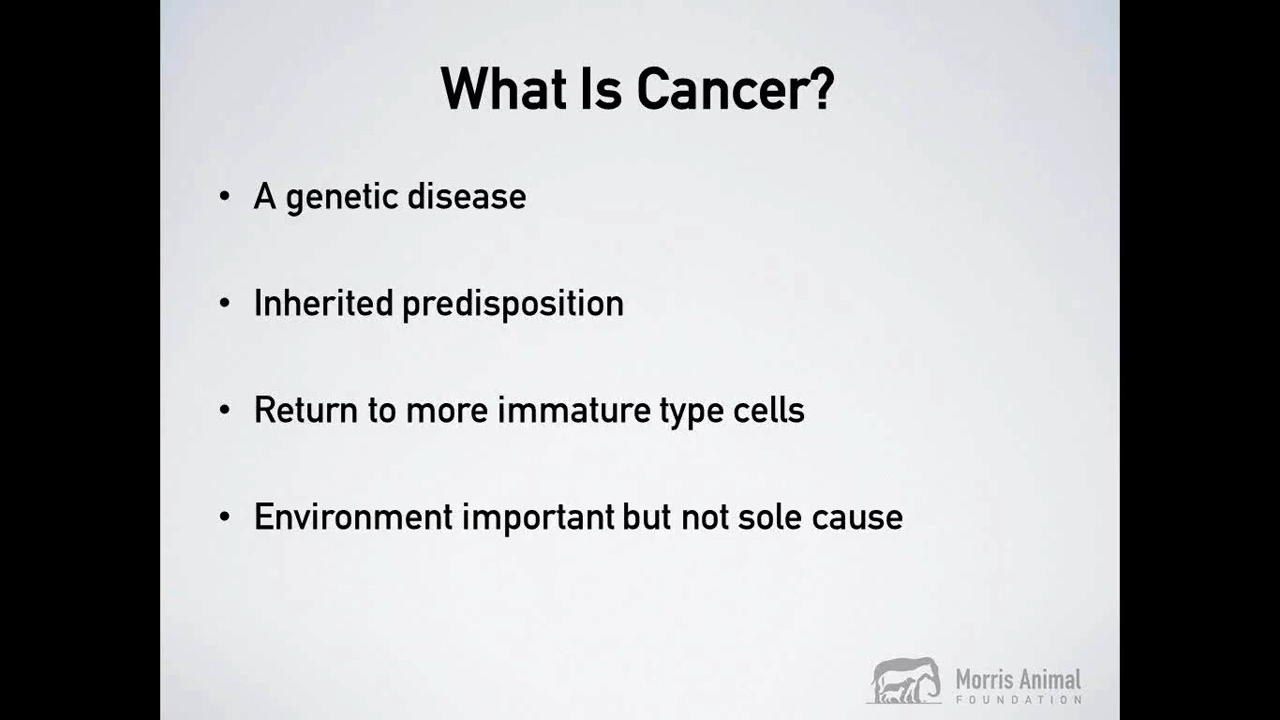 What Is Cancer?
• A genetic disease
• Inherited predisposition
• Return to more immature type cells
• Environment important but not sole cause
Morris Animal
FOUNDATION